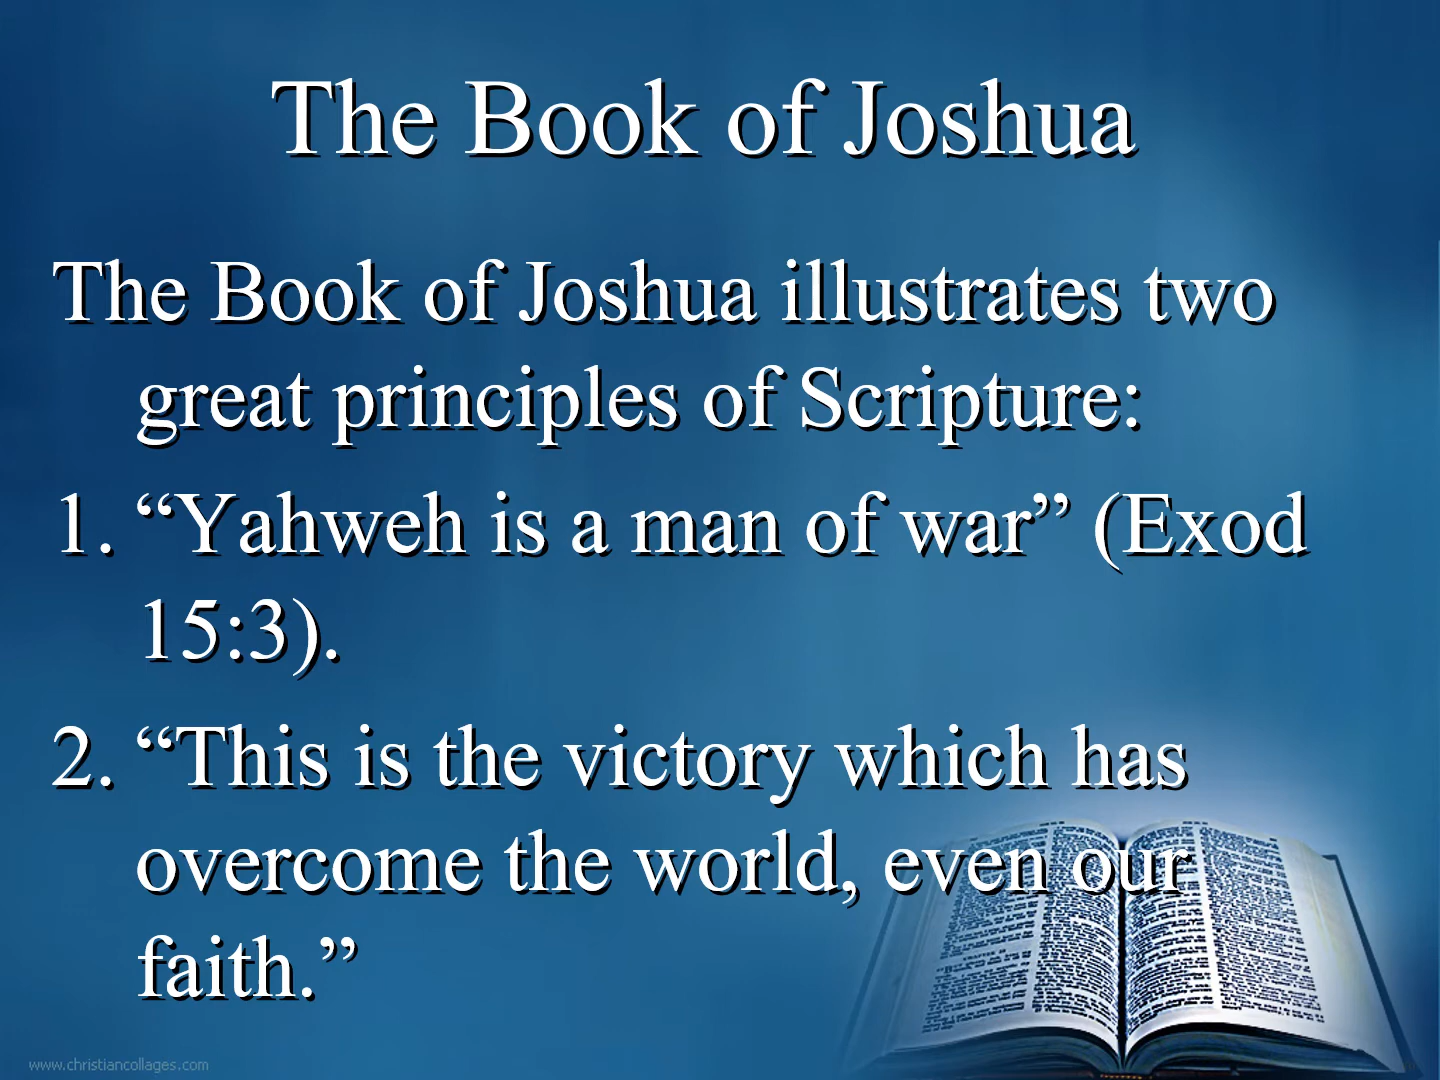 The Book of Joshua
The Book of Joshua illustrates two
great principles of Scripture:
1. “Yahweh is a man of war” (Exod
15:3).
2. “This is the victory which has
overcome the world, even our
faith.”
www.christiancollages.com